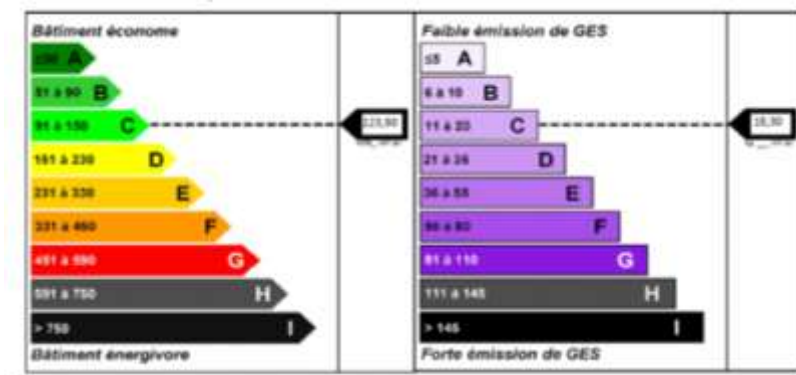 Bâtiment économe
A
51 à 90 B
91 à 150 C
151 à 230 D
231 à 330 E
331 à 450 F
451 à 590 G
591 à 750 H
> 750 I
Bâtiment énergivore
Faible émission de GES
≤5 A
6 à 10 B
11 à 20 C
21 à 35 D
36 à 55 E
56 à 80 F
81 à 110 G
111 à 145 H
> 145 I
Forte émission de GES